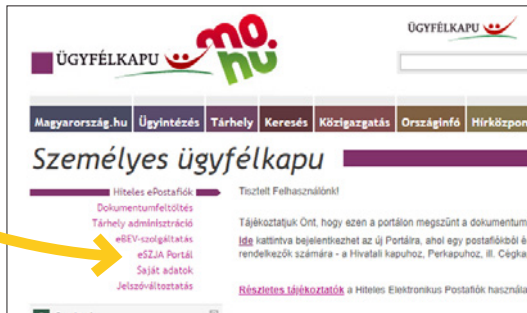 ÜGYFÉLKAPU
mo.hu
ÜGYFÉLKAPU
Magyarország.hu Ügyintézés Tárhely Keresés Közigazgatás Országinfó Hírközpon
Személyes ügyfélkapu
Hiteles ePostafiók
Dokumentumfeltöltés
Tárhely adminisztráció
eBEV-szolgáltatás
eSZJA Portál
Saját adatok
Jelszóváltoztatás
Tisztelt Felhasználónk!
Tájékoztatjuk Önt, hogy ezen a portálon megszűnt a dokumentum
Ide kattintva bejelentkezhet az új Portálra, ahol egy postafiókból é
rendelkezők számára - a Hivatali kapuhoz, Perkapuhoz, ill. Cégka
Részletes tájékoztatók a Hiteles Elektronikus Postafiók használa